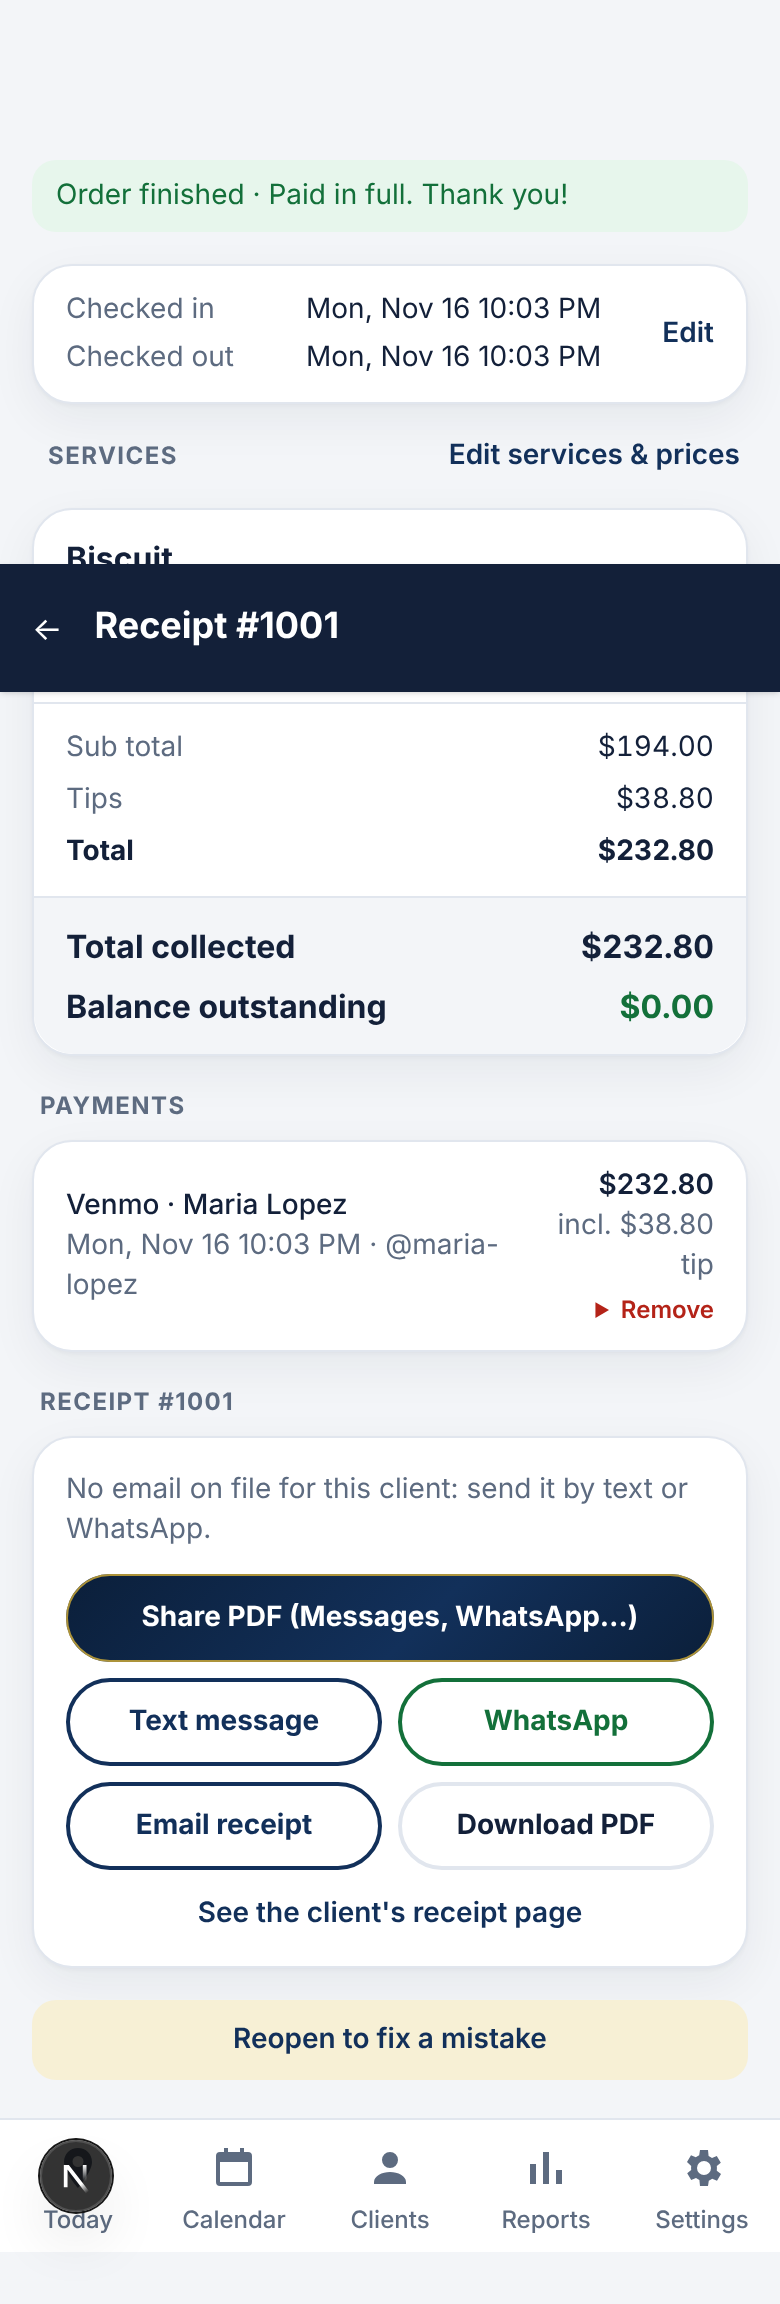 Order finished · Paid in full. Thank you!
Checked in Mon, Nov 16 10:03 PM
Edit
Checked out Mon, Nov 16 10:03 PM
SERVICES Edit services & prices
Biscuit
← Receipt #1001
Sub total $194.00
Tips $38.80
Total $232.80
Total collected $232.80
Balance outstanding $0.00
PAYMENTS
Venmo · Maria Lopez
Mon, Nov 16 10:03 PM · @maria-
lopez
$232.80
incl. $38.80
tip
▶ Remove
RECEIPT #1001
No email on file for this client: send it by text or
WhatsApp.
Share PDF (Messages, WhatsApp...)
Text message WhatsApp
Email receipt Download PDF
See the client's receipt page
Reopen to fix a mistake
N
Today Calendar Clients Reports Settings